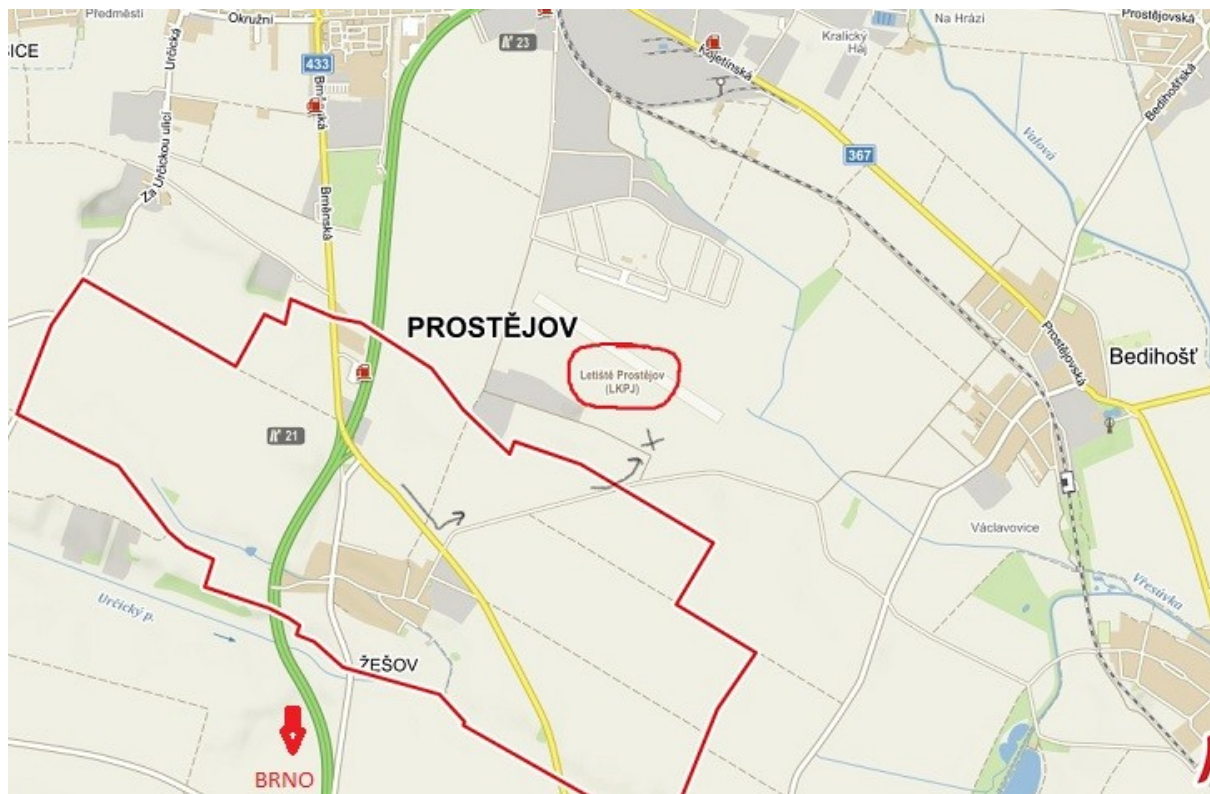 Předměstí
Okružní
Určická
SICE
433
Brněnská
23
Kojetínská
Kralický
Háj
Na Hrázi
Prostějovská
Bedihošťská
Valová
367
Za Určickou ulicí
Brněnská
PROSTĚJOV
Letiště Prostějov
(LKPJ)
Prostějovská
Bedihošť
21
Václavovice
Vřesůvka
Určický p.
ŽEŠOV
BRNO